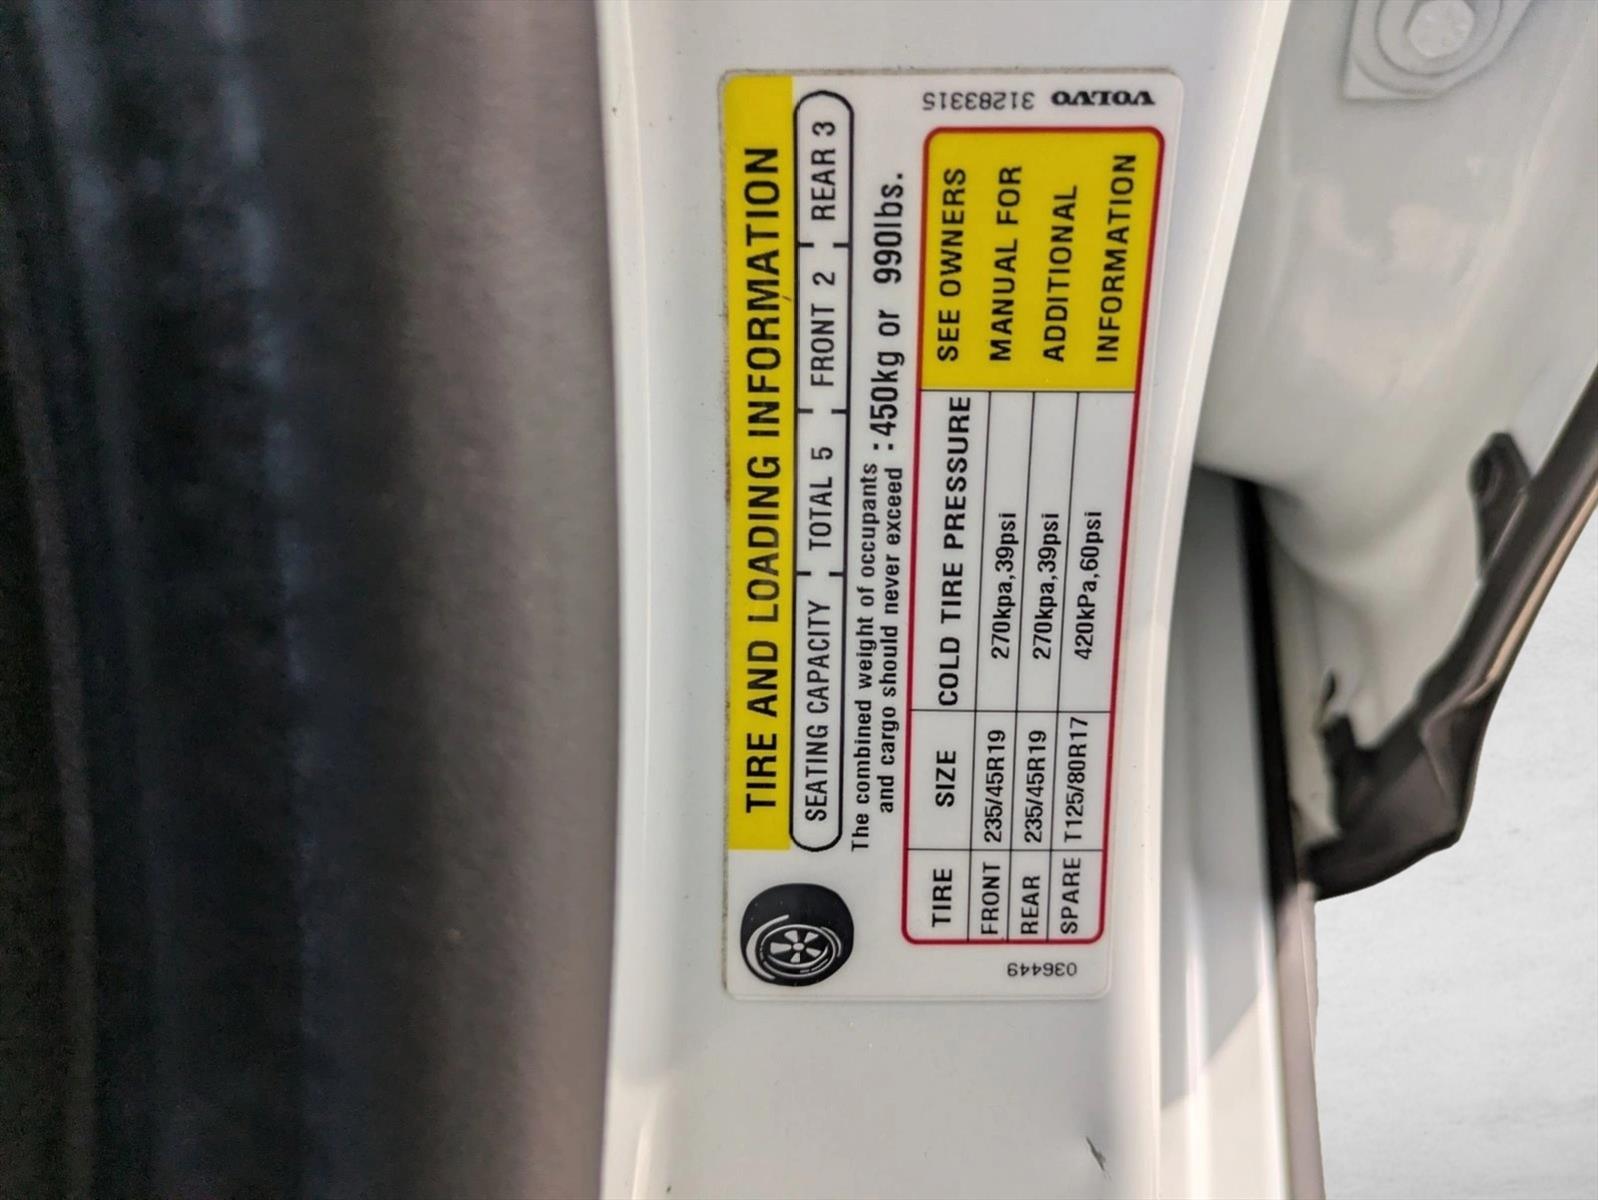 TIRE AND LOADING INFORMATION
SEATING CAPACITY TOTAL 5 FRONT 2 REAR 3
The combined weight of occupants
and cargo should never exceed : 450kg or 990lbs.
TIRE SIZE COLD TIRE PRESSURE
FRONT 235/45R19 270kpa,39psi
REAR 235/45R19 270kpa,39psi
SPARE T125/80R17 420kPa,60psi
SEE OWNERS
MANUAL FOR
ADDITIONAL
INFORMATION
036449
VOLVO 31283315